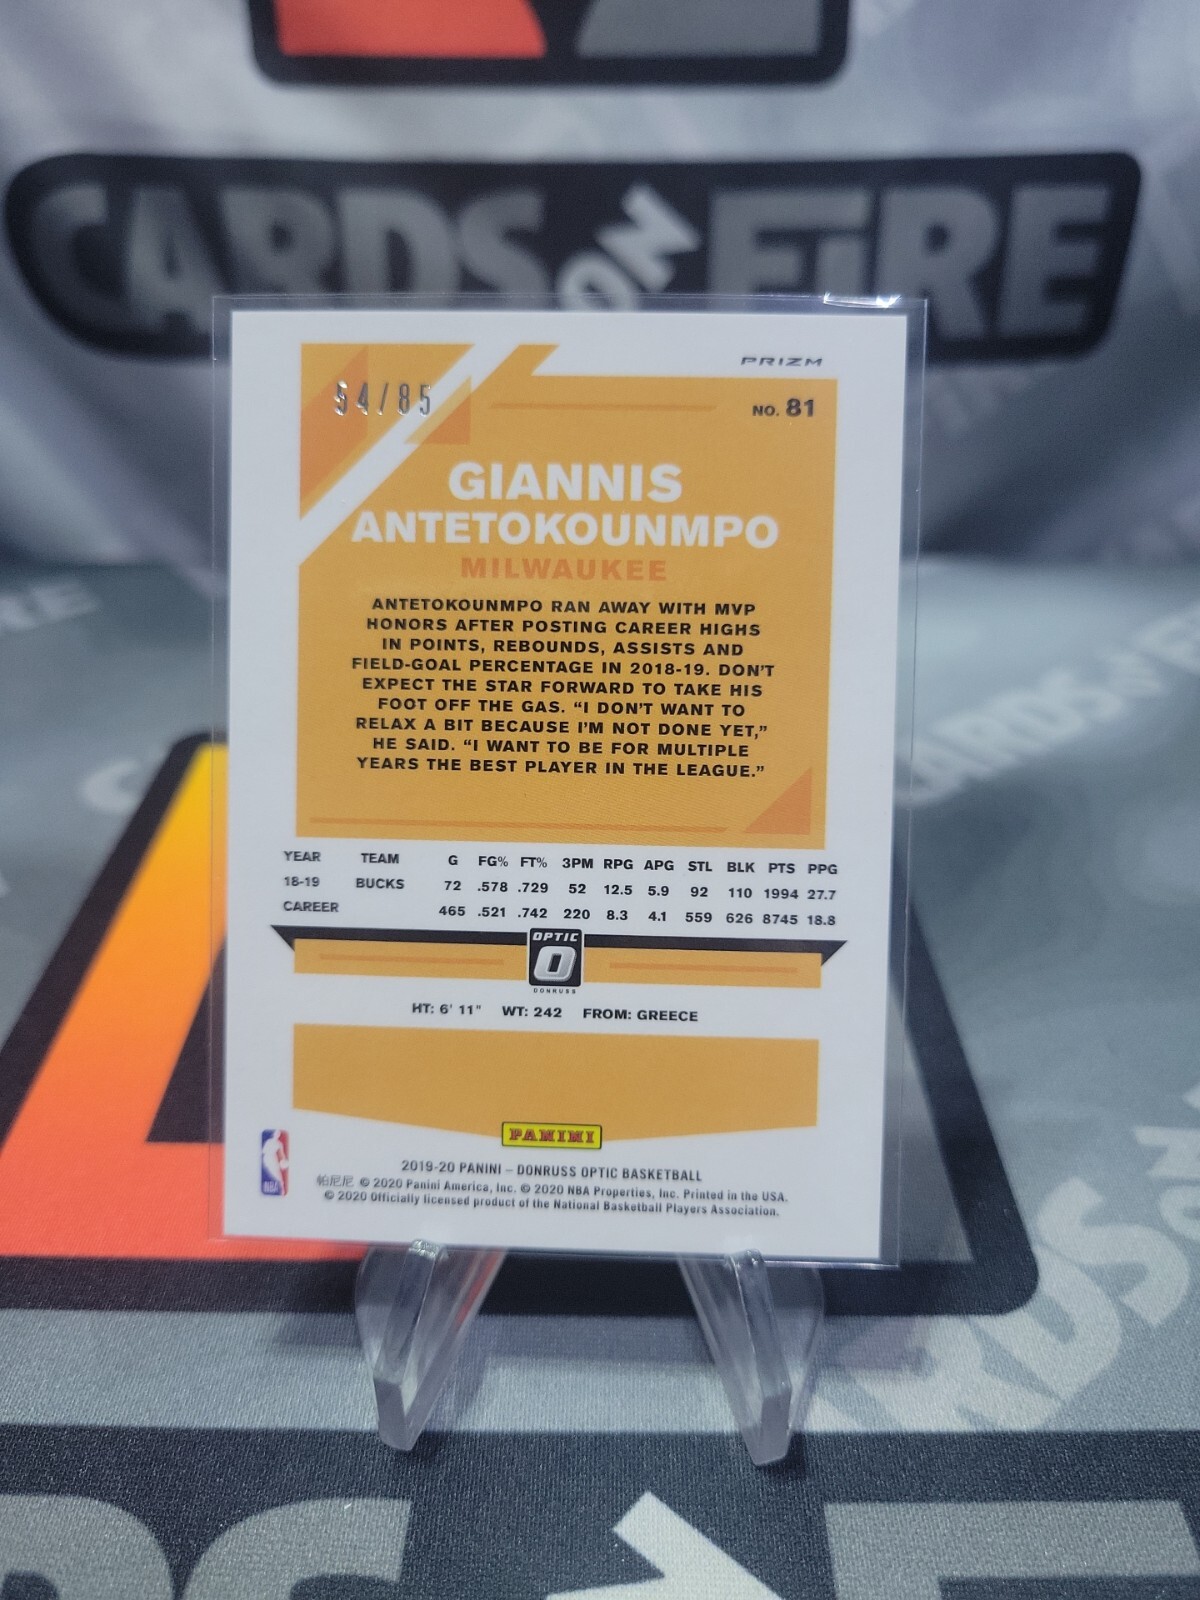 CARDS ON FIRE
PRIZM
54/85
NO. 81
GIANNIS
ANTETOKOUNMPO
MILWAUKEE
ANTETOKOUNMPO RAN AWAY WITH MVP
HONORS AFTER POSTING CAREER HIGHS
IN POINTS, REBOUNDS, ASSISTS AND
FIELD-GOAL PERCENTAGE IN 2018-19. DON'T
EXPECT THE STAR FORWARD TO TAKE HIS
FOOT OFF THE GAS. “I DON'T WANT TO
RELAX A BIT BECAUSE I'M NOT DONE YET,”
HE SAID. “I WANT TO BE FOR MULTIPLE
YEARS THE BEST PLAYER IN THE LEAGUE.”
YEAR TEAM G FG% FT% 3PM RPG APG STL BLK PTS PPG
18-19 BUCKS 72 .578 .729 52 12.5 5.9 92 110 1994 27.7
CAREER 465 .521 .742 220 8.3 4.1 559 626 8745 18.8
OPTIC
O
DONRUSS
HT: 6' 11" WT: 242 FROM: GREECE
PANINI
NBA
2019-20 PANINI – DONRUSS OPTIC BASKETBALL
帕尼尼 © 2020 Panini America, Inc. © 2020 NBA Properties, Inc. Printed in the USA.
© 2020 Officially licensed product of the National Basketball Players Association.